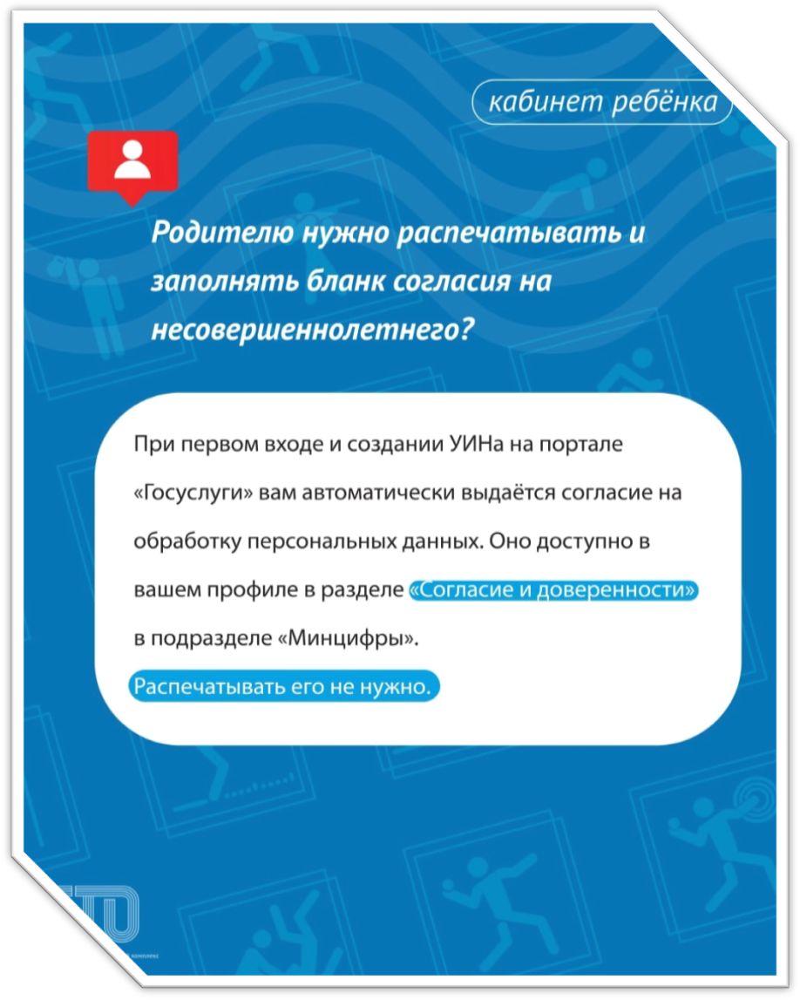 кабинет ребёнка
Родителю нужно распечатывать и
заполнять бланк согласия на
несовершеннолетнего?
При первом входе и создании УИНа на портале
«Госуслуги» вам автоматически выдаётся согласие на
обработку персональных данных. Оно доступно в
вашем профиле в разделе «Согласие и доверенности»
в подразделе «Минцифры».
Распечатывать его не нужно.
ТО
комплекс